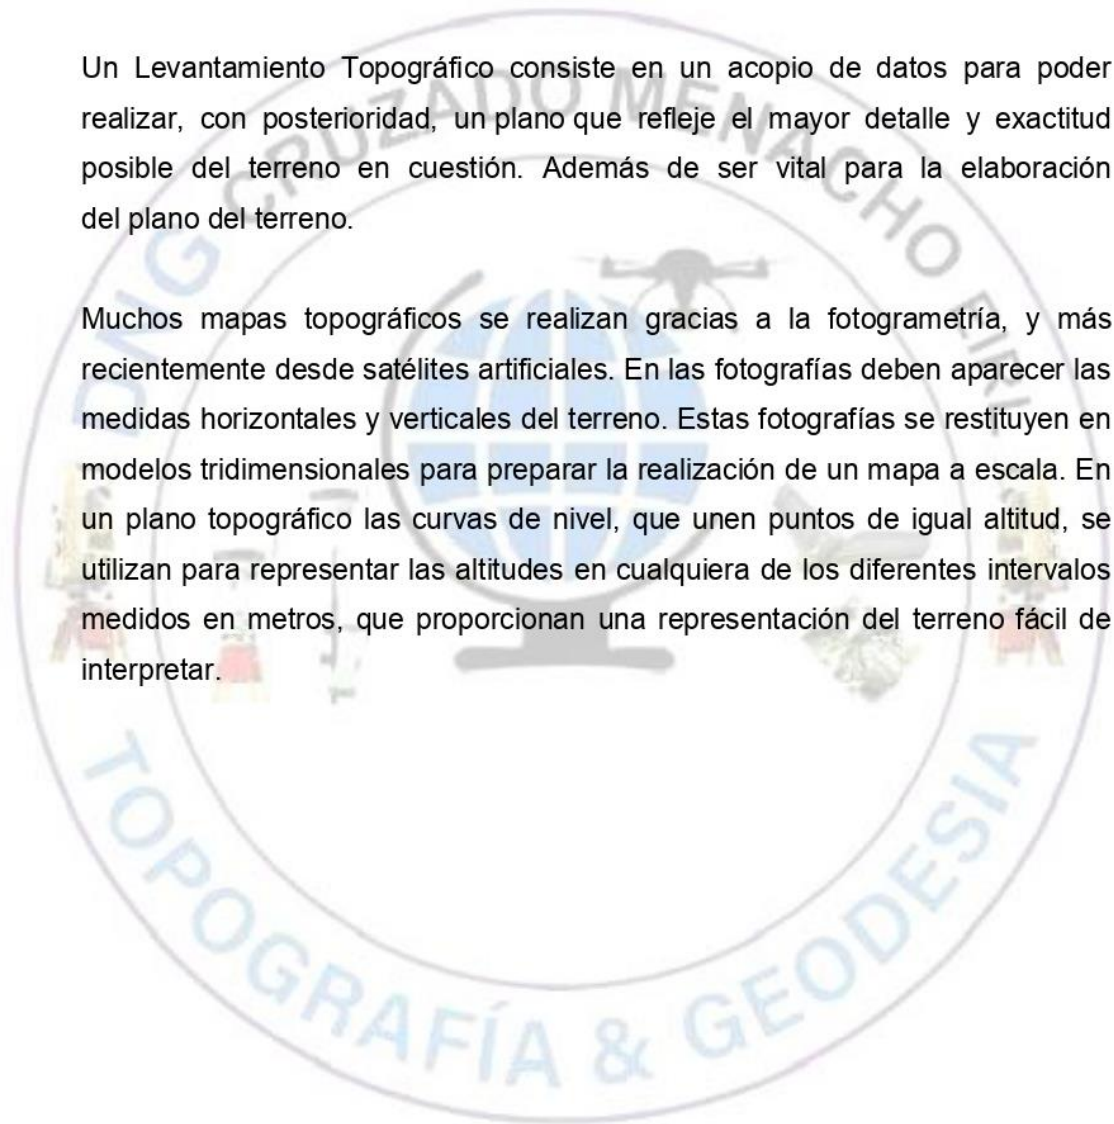 Un Levantamiento Topográfico consiste en un acopio de datos para poder
realizar, con posterioridad, un plano que refleje el mayor detalle y exactitud
posible del terreno en cuestión. Además de ser vital para la elaboración
del plano del terreno.
Muchos mapas topográficos se realizan gracias a la fotogrametría, y más
recientemente desde satélites artificiales. En las fotografías deben aparecer las
medidas horizontales y verticales del terreno. Estas fotografías se restituyen en
modelos tridimensionales para preparar la realización de un mapa a escala. En
un plano topográfico las curvas de nivel, que unen puntos de igual altitud, se
utilizan para representar las altitudes en cualquiera de los diferentes intervalos
medidos en metros, que proporcionan una representación del terreno fácil de
interpretar.
DNG CRUZADO MENACHO EIRL
TOPOGRAFÍA & GEODESIA